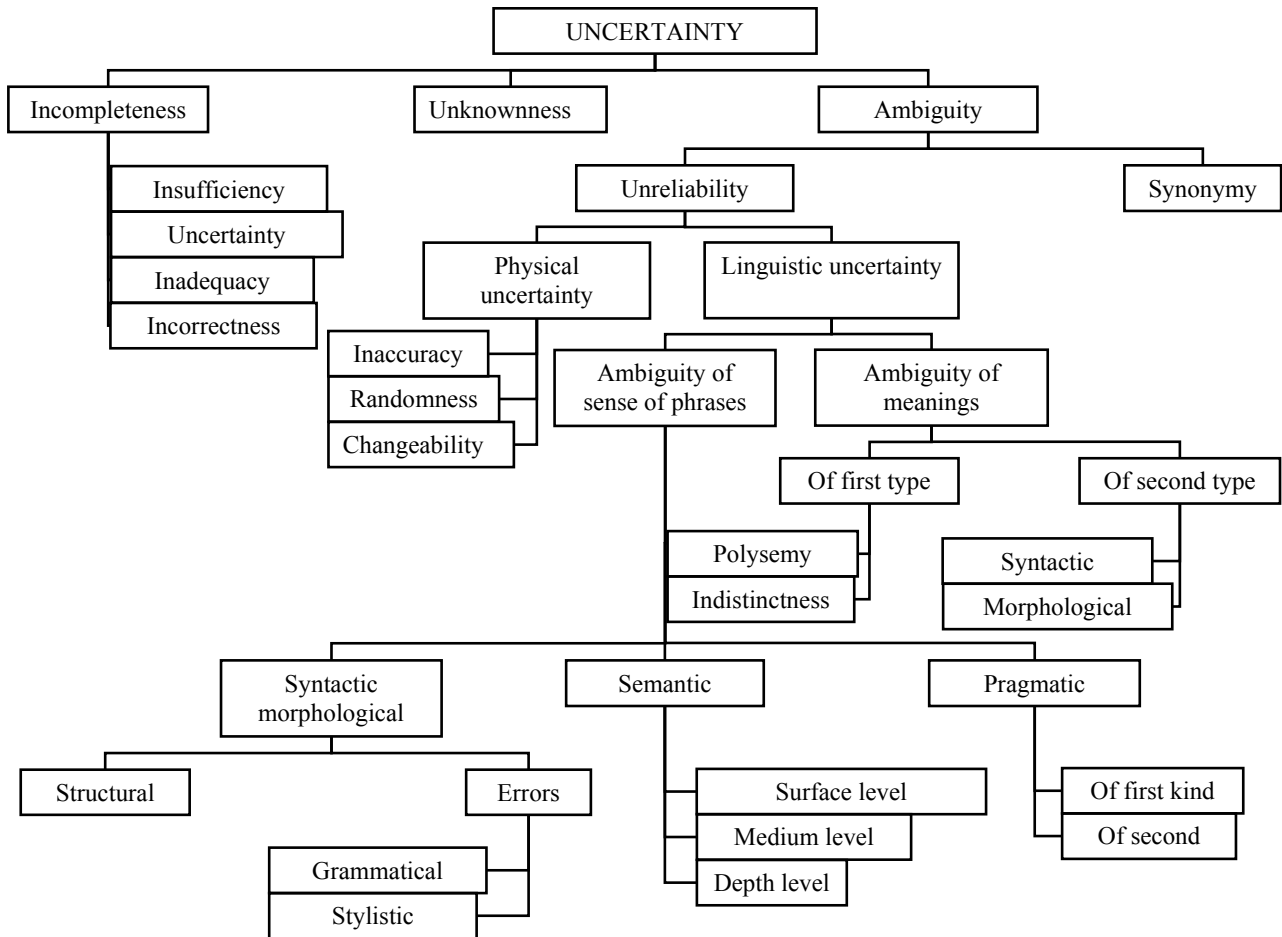 UNCERTAINTY
Incompleteness
Unknownness
Ambiguity
Insufficiency
Uncertainty
Inadequacy
Incorrectness
Unreliability
Synonymy
Physical
uncertainty
Linguistic uncertainty
Inaccuracy
Randomness
Changeability
Ambiguity of
sense of phrases
Ambiguity of
meanings
Of first type
Of second type
Polysemy
Indistinctness
Syntactic
Morphological
Syntactic
morphological
Semantic
Pragmatic
Structural
Errors
Grammatical
Stylistic
Surface level
Medium level
Depth level
Of first kind
Of second